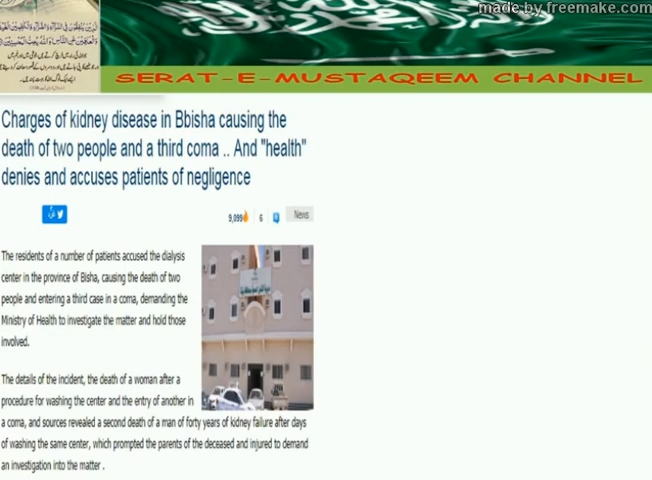 made by freemake.com
SERAT-E-MUSTAQEEM CHANNEL
Charges of kidney disease in Bbisha causing the
death of two people and a third coma .. And "health"
denies and accuses patients of negligence
9,099 6 News
The residents of a number of patients accused the dialysis
center in the province of Bisha, causing the death of two
people and entering a third case in a coma, demanding the
Ministry of Health to investigate the matter and hold those
involved.
The details of the incident, the death of a woman after a
procedure for washing the center and the entry of another in
a coma, and sources revealed a second death of a man of forty years of kidney failure after days
of washing the same center, which prompted the parents of the deceased and injured to demand
an investigation into the matter .